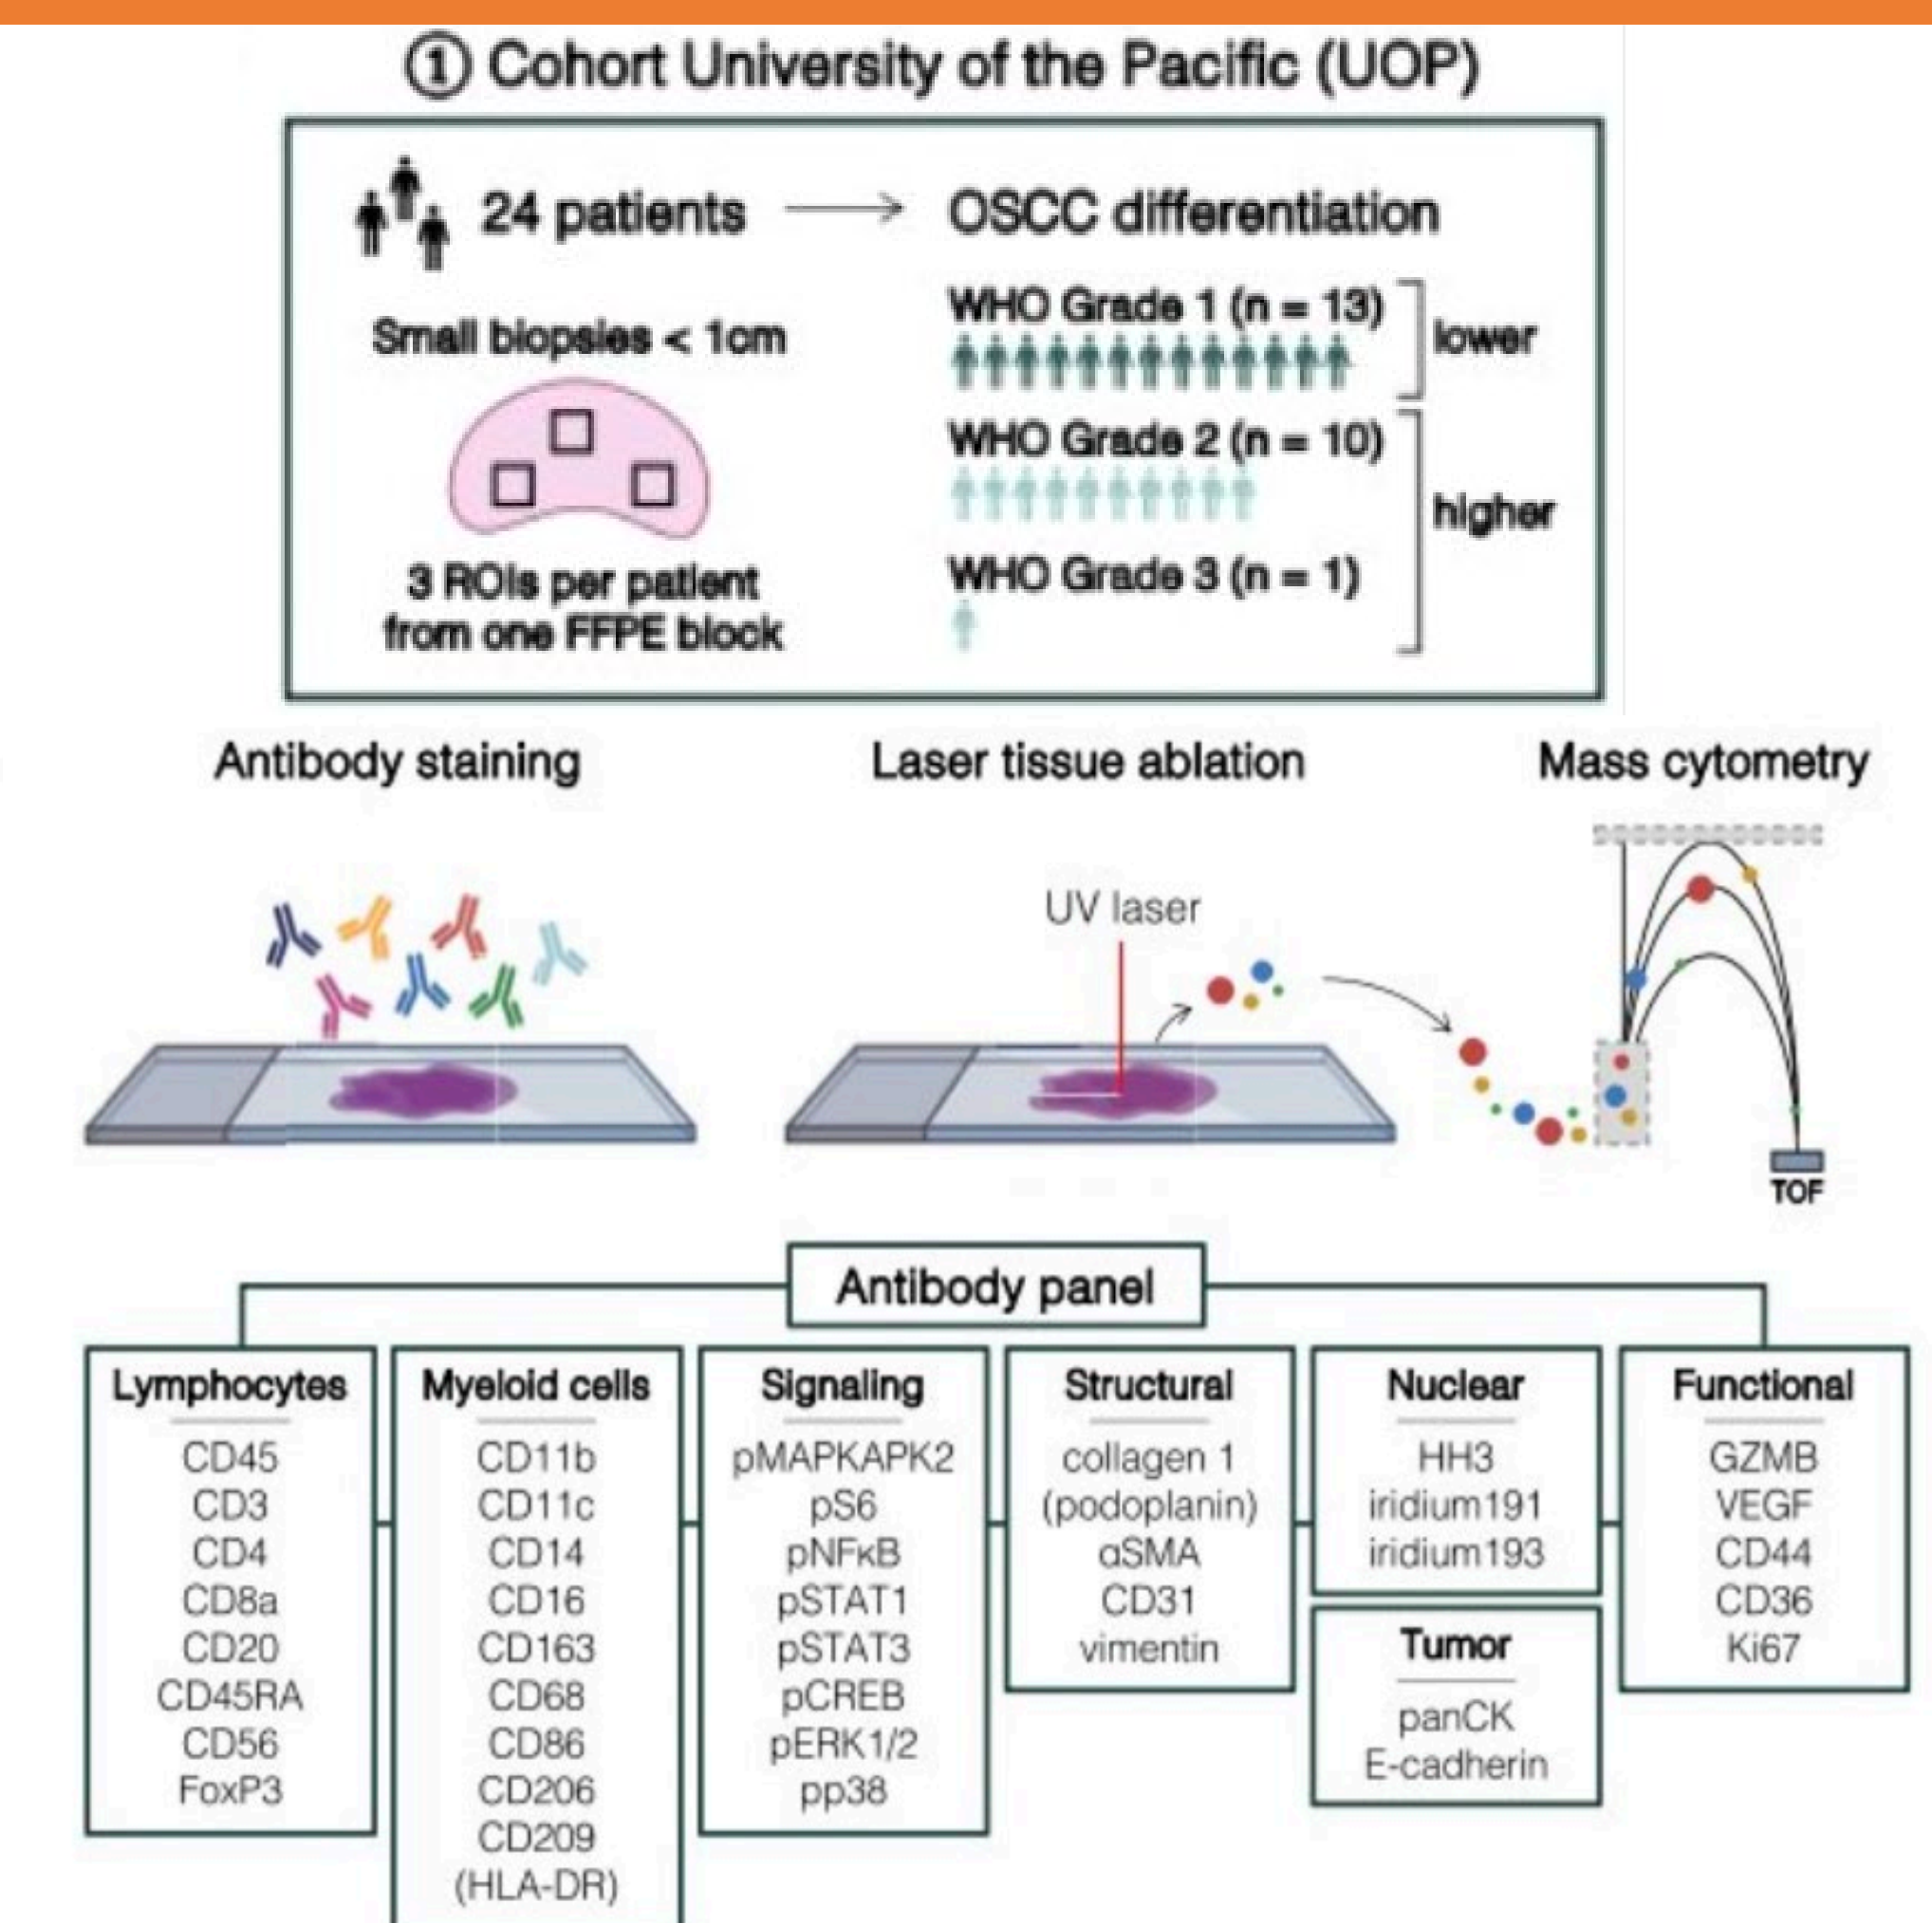 ① Cohort University of the Pacific (UOP)
24 patients
OSCC differentiation
Small biopsies < 1cm
3 ROIs per patient
from one FFPE block
WHO Grade 1 (n = 13)
lower
WHO Grade 2 (n = 10)
higher
WHO Grade 3 (n = 1)
Antibody staining
Laser tissue ablation
Mass cytometry
UV laser
TOF
Antibody panel
Lymphocytes
CD45
CD3
CD4
CD8a
CD20
CD45RA
CD56
FoxP3
Myeloid cells
CD11b
CD11c
CD14
CD16
CD163
CD68
CD86
CD206
CD209
(HLA-DR)
Signaling
pMAPKAPK2
pS6
pNFκB
pSTAT1
pSTAT3
pCREB
pERK1/2
pp38
Structural
collagen 1
(podoplanin)
αSMA
CD31
vimentin
Nuclear
HH3
iridium191
iridium193
Tumor
panCK
E-cadherin
Functional
GZMB
VEGF
CD44
CD36
Ki67